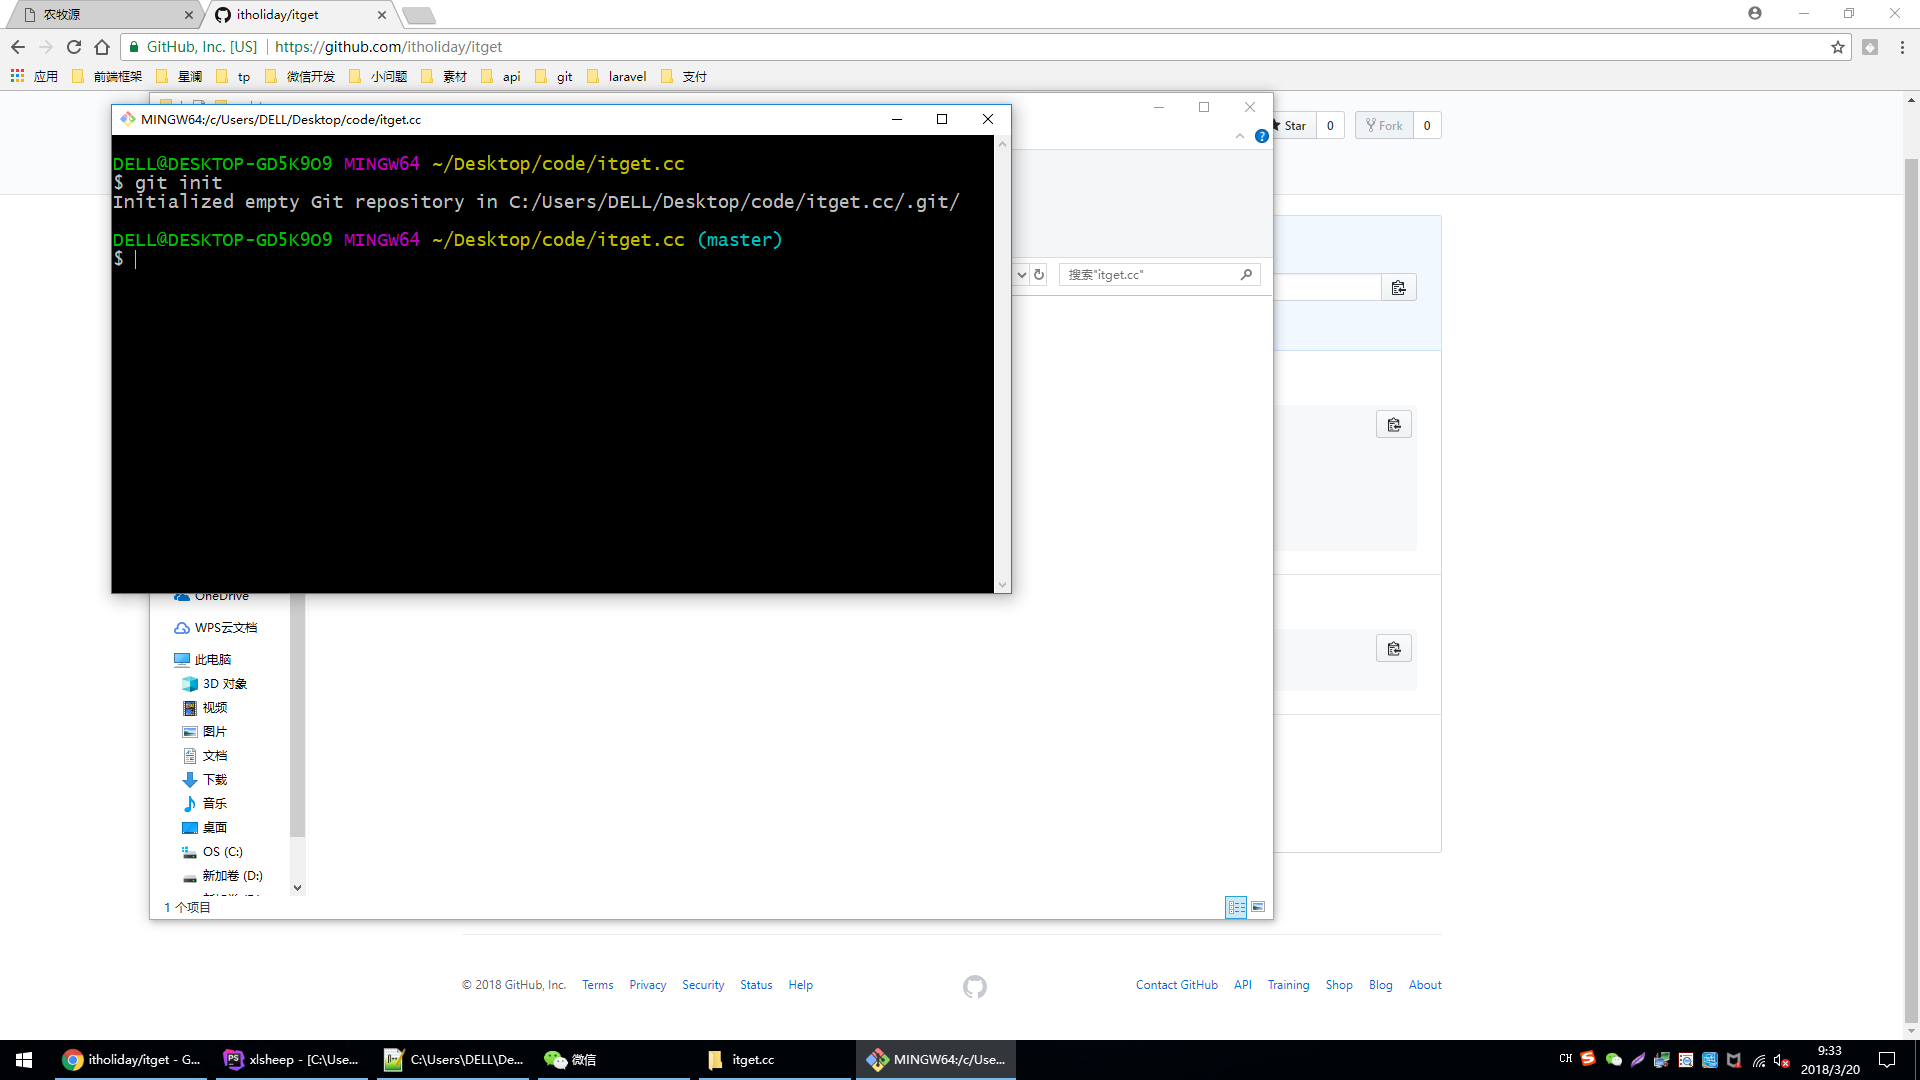 农牧源
itholiday/itget
GitHub, Inc. [US]
https://github.com/itholiday/itget
应用
前端框架
星澜
tp
微信开发
小问题
素材
api
git
laravel
支付
MINGW64:/c/Users/DELL/Desktop/code/itget.cc
Star
0
Fork
0
DELL@DESKTOP-GD5K9O9 MINGW64 ~/Desktop/code/itget.cc
$ git init
Initialized empty Git repository in C:/Users/DELL/Desktop/code/itget.cc/.git/
DELL@DESKTOP-GD5K9O9 MINGW64 ~/Desktop/code/itget.cc (master)
$
搜索"itget.cc"
OneDrive
WPS云文档
此电脑
3D 对象
视频
图片
文档
下载
音乐
桌面
OS (C:)
新加卷 (D:)
1 个项目
© 2018 GitHub, Inc.
Terms
Privacy
Security
Status
Help
Contact GitHub
API
Training
Shop
Blog
About
itholiday/itget - G...
xlsheep - [C:\Use...
C:\Users\DELL\De...
微信
itget.cc
MINGW64:/c/Use...
CH
9:33
2018/3/20